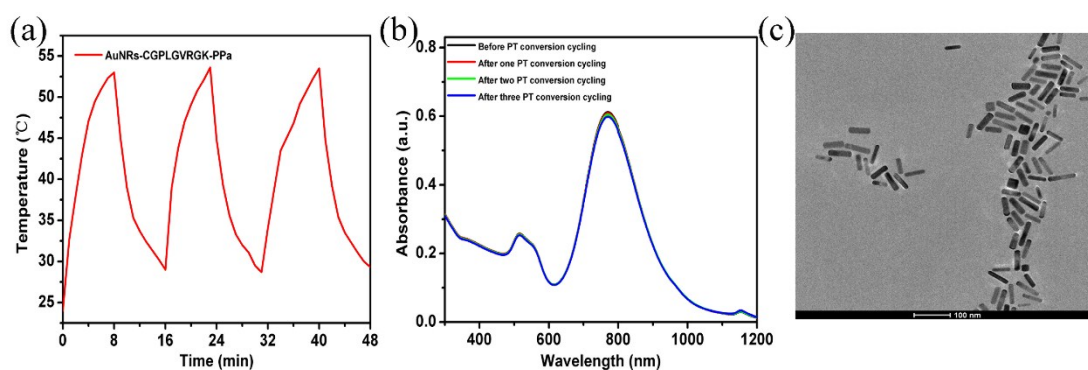 (a)
AuNRs-CGPLGVRGK-PPa
Temperature (℃)
55
50
45
40
35
30
25
0 8 16 24 32 40 48
Time (min)
(b)
Before PT conversion cycling
After one PT conversion cycling
After two PT conversion cycling
After three PT conversion cycling
Absorbance (a.u.)
0.8
0.6
0.4
0.2
0.0
400 600 800 1000 1200
Wavelength (nm)
(c)
100 nm